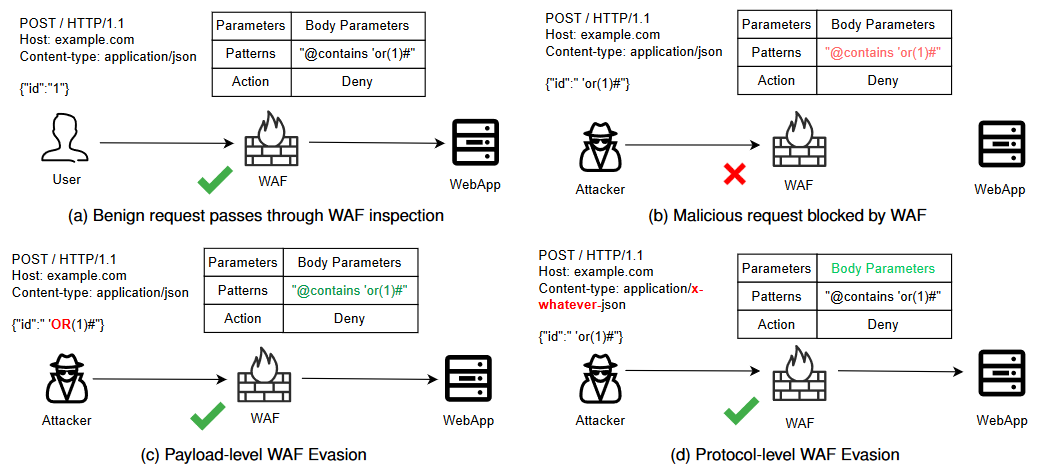 POST / HTTP/1.1
Host: example.com
Content-type: application/json
{"id":"1"}
Parameters Body Parameters
Patterns "@contains 'or(1)#"
Action Deny
User
WAF
WebApp
(a) Benign request passes through WAF inspection
POST / HTTP/1.1
Host: example.com
Content-type: application/json
{"id":" 'or(1)#"}
Parameters Body Parameters
Patterns "@contains 'or(1)#"
Action Deny
Attacker
WAF
WebApp
(b) Malicious request blocked by WAF
POST / HTTP/1.1
Host: example.com
Content-type: application/json
{"id":" 'OR(1)#"}
Parameters Body Parameters
Patterns "@contains 'or(1)#"
Action Deny
Attacker
WAF
WebApp
(c) Payload-level WAF Evasion
POST / HTTP/1.1
Host: example.com
Content-type: application/x-
whatever-json
{"id":" 'or(1)#"}
Parameters Body Parameters
Patterns "@contains 'or(1)#"
Action Deny
Attacker
WAF
WebApp
(d) Protocol-level WAF Evasion